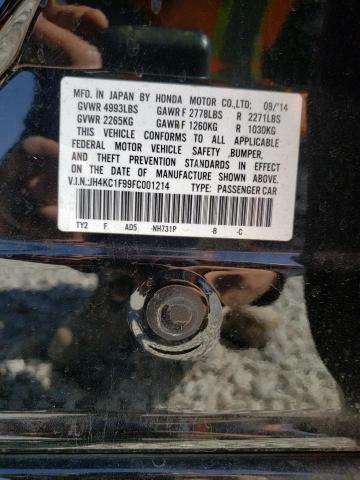 MFD. IN JAPAN BY HONDA MOTOR CO.,LTD; 09/'14
GVWR 4993LBS GAWR F 2778LBS R 2271LBS
GVWR 2265KG GAWR F 1260KG R 1030KG
THIS VEHICLE CONFORMS TO ALL APPLICABLE
FEDERAL MOTOR VEHICLE SAFETY ,BUMPER,
AND THEFT PREVENTION STANDARDS IN EFFECT
ON THE DATE OF MANUFACTURE SHOWN ABOVE.
V.I.N.:JH4KC1F99FC001214 TYPE: PASSENGER CAR
TY2 F AD5 -NH731P -B -C